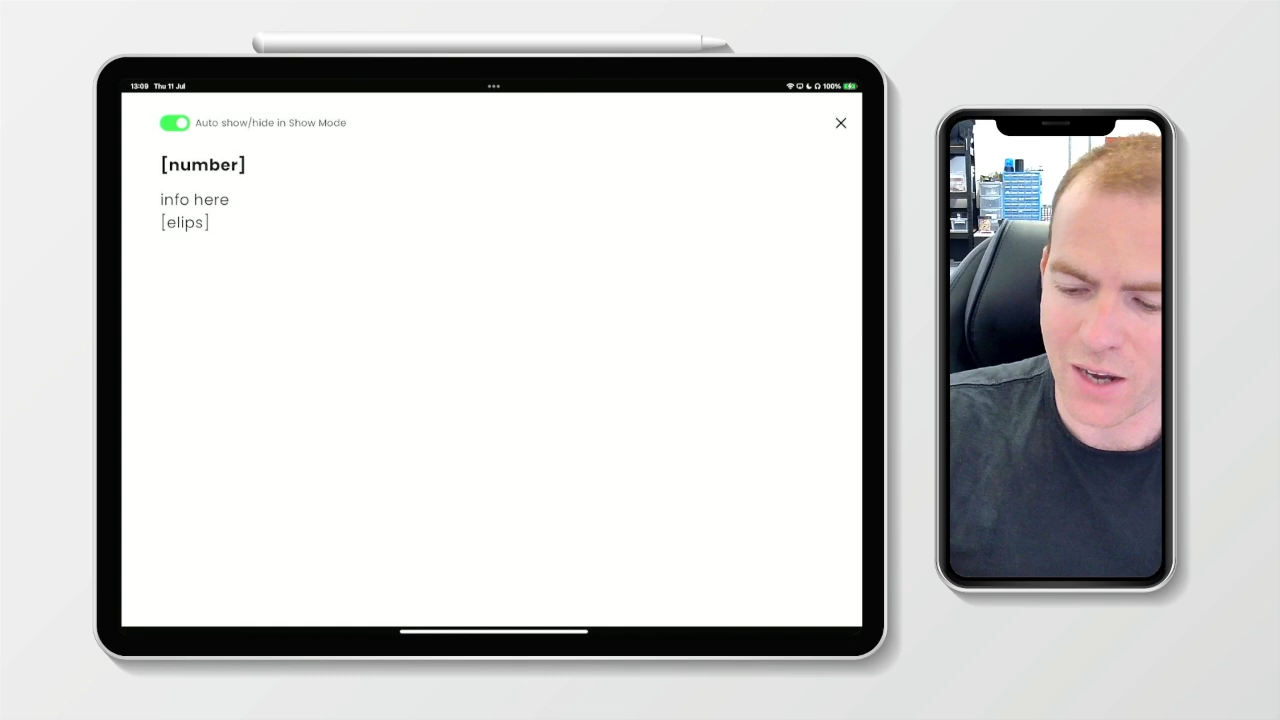 13:09 Thu 11 Jul
100%
Auto show/hide in Show Mode
[number]
info here
[elips]